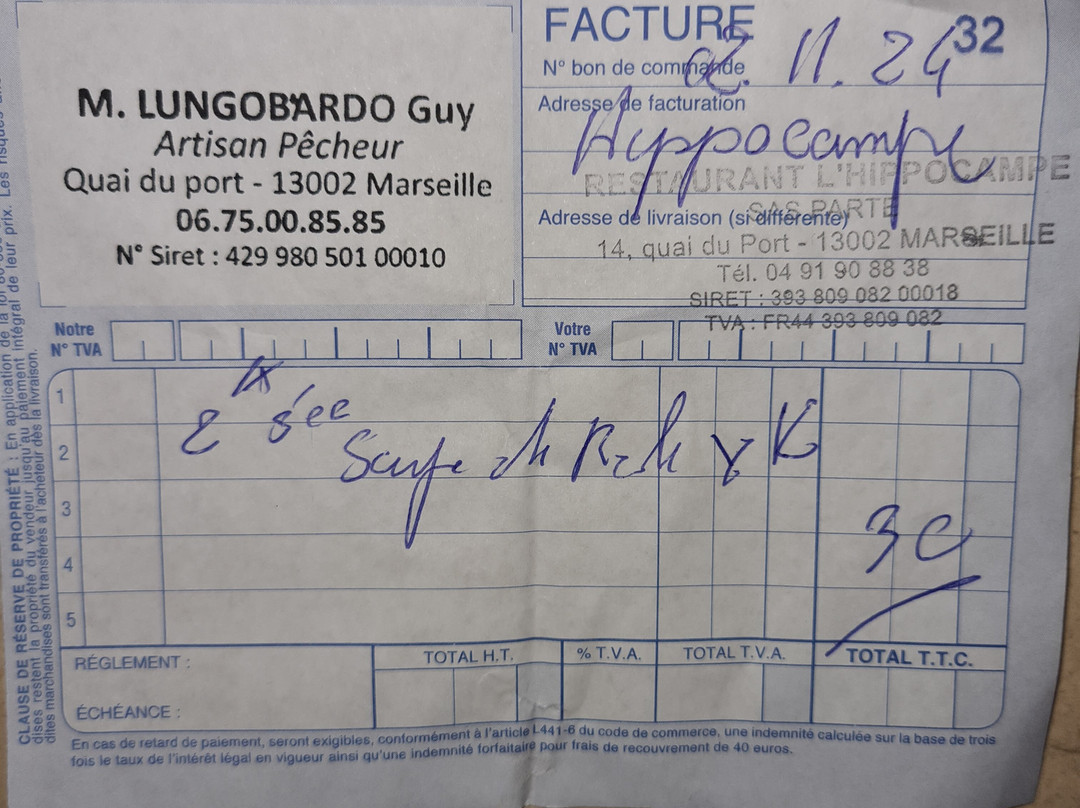 M. LUNGOBARDO Guy
Artisan Pêcheur
Quai du port - 13002 Marseille
06.75.00.85.85
N° Siret : 429 980 501 00010
FACTURE 32
N° bon de commande
11.24
Adresse de facturation
Hyppocampe
RESTAURANT L'HIPPOCAMPE
SAS PARTE
Adresse de livraison (si différente)
14, quai du Port - 13002 MARSEILLE
Tél. 04 91 90 88 38
SIRET : 393 809 082 00018
TVA : FR44 393 809 082
Notre
N° TVA
Votre
N° TVA
1
2
3
4
5
RÉGLEMENT :
ÉCHÉANCE :
TOTAL H.T.
% T.V.A.
TOTAL T.V.A.
TOTAL T.T.C.
En cas de retard de paiement, seront exigibles, conformément à l'article L441-6 du code de commerce, une indemnité calculée sur la base de trois
fois le taux de l'intérêt légal en vigueur ainsi qu'une indemnité forfaitaire pour frais de recouvrement de 40 euros.
CLAUSE DE RÉSERVE DE PROPRIÉTÉ : En application de la loi
dises restent la propriété du vendeur jusqu'au paiement intégral de leur prix. Les risques
dites marchandises sont transférés à l'acheteur dès la livraison.